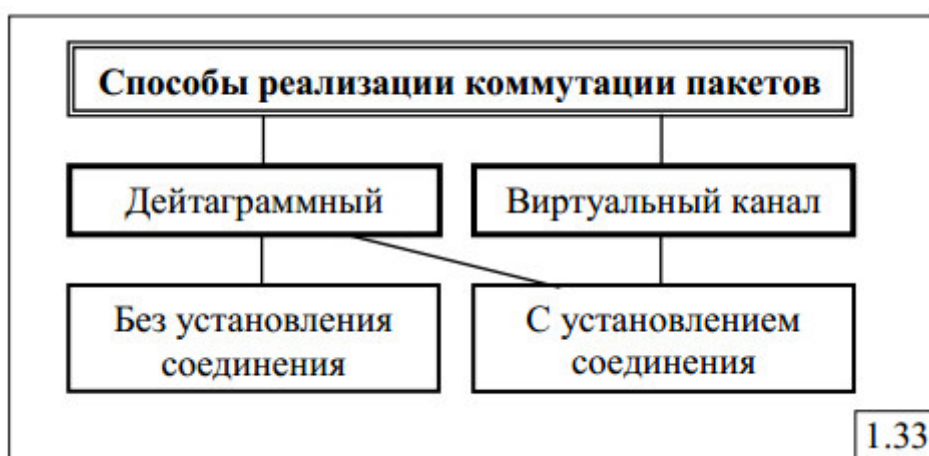 Способы реализации коммутации пакетов
Дейтаграммный
Виртуальный канал
Без установления
соединения
С установлением
соединения
1.33